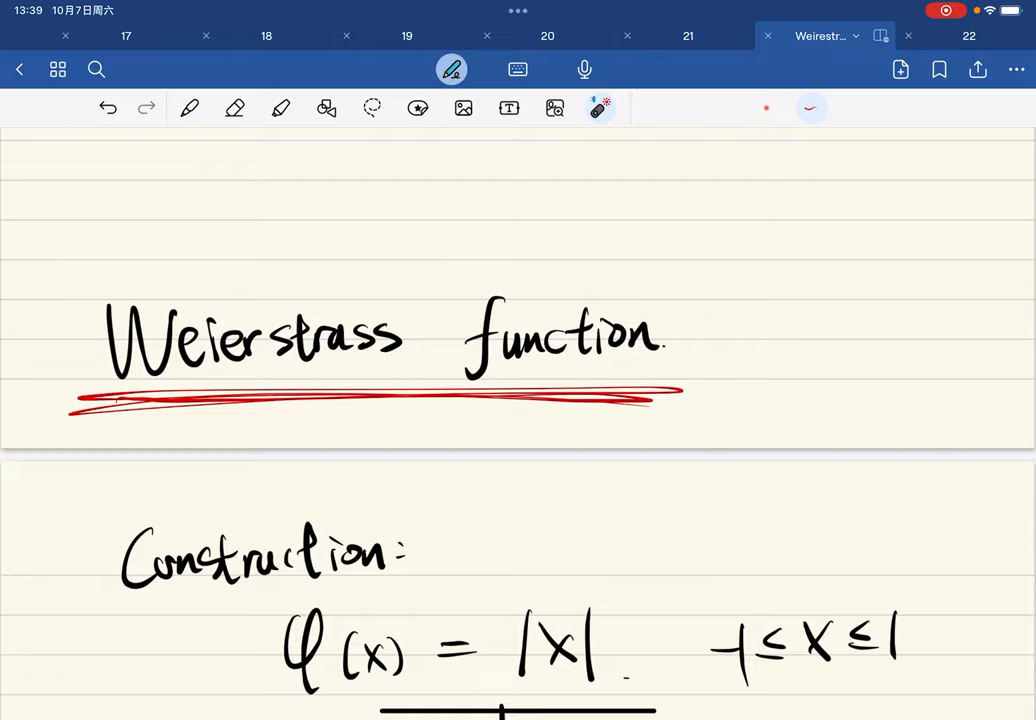 13:39 10月7日周六
17 18 19 20 21 Weirestr... 22
Weierstrass function.
Construction:
φ(x) = |x|. -1 ≤ x ≤ 1